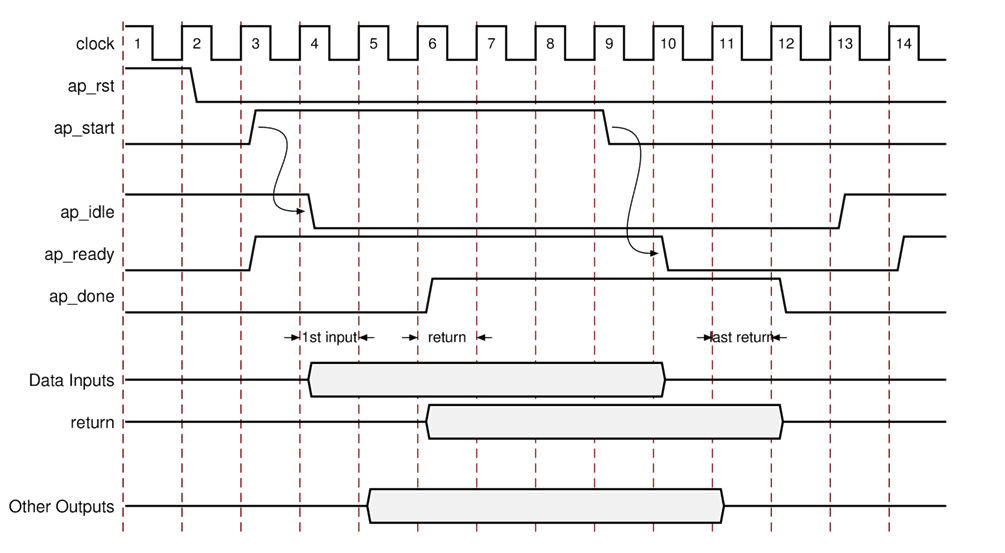 clock 1 2 3 4 5 6 7 8 9 10 11 12 13 14
ap_rst
ap_start
ap_idle
ap_ready
ap_done
1st input return last return
Data Inputs
return
Other Outputs